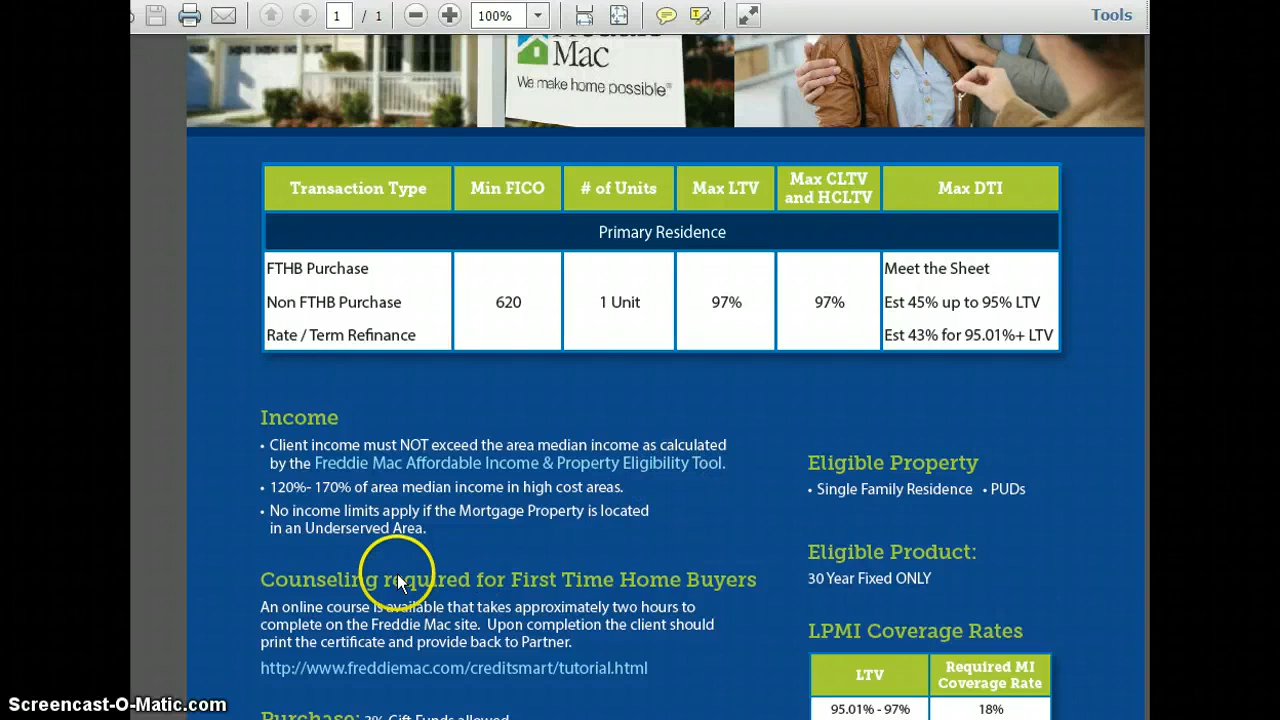 1 / 1
100%
Tools
Mac
We make home possible®
Transaction Type
Min FICO
# of Units
Max LTV
Max CLTV
and HCLTV
Max DTI
Primary Residence
FTHB Purchase
Non FTHB Purchase
Rate / Term Refinance
620
1 Unit
97%
97%
Meet the Sheet
Est 45% up to 95% LTV
Est 43% for 95.01%+ LTV
Income
• Client income must NOT exceed the area median income as calculated
by the Freddie Mac Affordable Income & Property Eligibility Tool.
• 120%- 170% of area median income in high cost areas.
• No income limits apply if the Mortgage Property is located
in an Underserved Area.
Counseling required for First Time Home Buyers
An online course is available that takes approximately two hours to
complete on the Freddie Mac site. Upon completion the client should
print the certificate and provide back to Partner.
http://www.freddiemac.com/creditsmart/tutorial.html
Purchase: 3% Gift Funds allowed
Eligible Property
• Single Family Residence • PUDs
Eligible Product:
30 Year Fixed ONLY
LPMI Coverage Rates
LTV
Required MI
Coverage Rate
95.01% - 97%
18%
Screencast-O-Matic.com